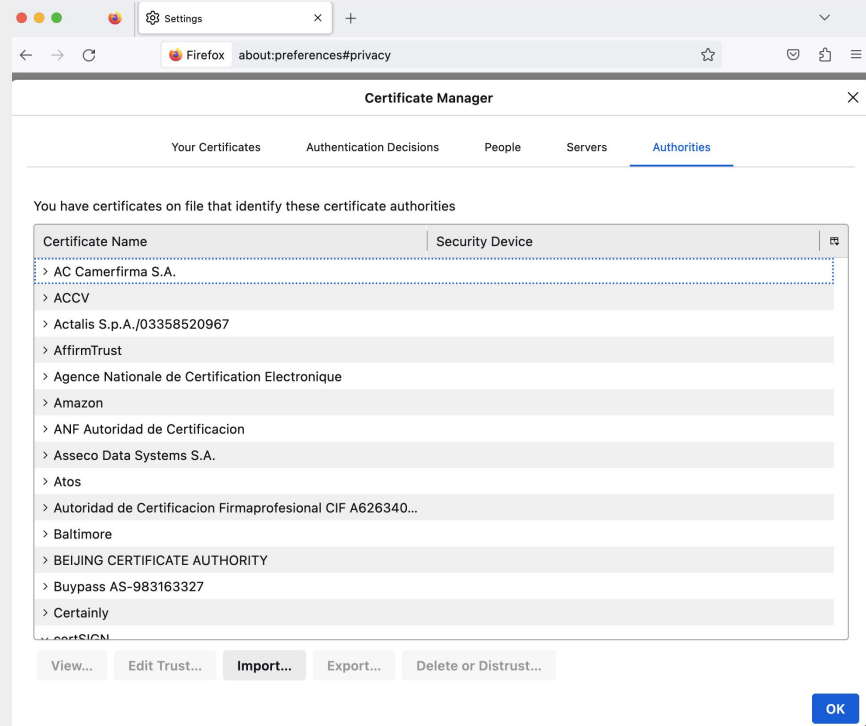 Settings
Firefox about:preferences#privacy
Certificate Manager
Your Certificates Authentication Decisions People Servers Authorities
You have certificates on file that identify these certificate authorities
Certificate Name Security Device
AC Camerfirma S.A.
ACCV
Actalis S.p.A./03358520967
AffirmTrust
Agence Nationale de Certification Electronique
Amazon
ANF Autoridad de Certificacion
Asseco Data Systems S.A.
Atos
Autoridad de Certificacion Firmaprofesional CIF A626340...
Baltimore
BEIJING CERTIFICATE AUTHORITY
Buypass AS-983163327
Certainly
certSIGN
View... Edit Trust... Import... Export... Delete or Distrust...
OK